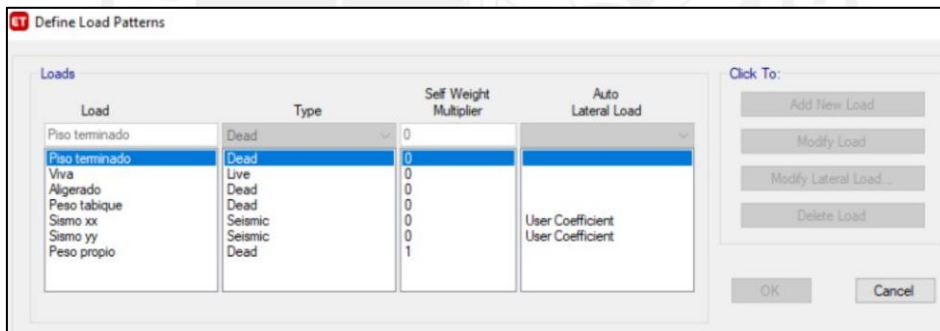 ET Define Load Patterns
Loads
Click To:
Load Type Self Weight Multiplier Auto Lateral Load
Piso terminado Dead 0
Piso terminado Dead 0
Viva Live 0
Aligerado Dead 0
Peso tabique Dead 0
Sismo xx Seismic 0 User Coefficient
Sismo yy Seismic 0 User Coefficient
Peso propio Dead 1
Add New Load
Modify Load
Modify Lateral Load...
Delete Load
OK Cancel